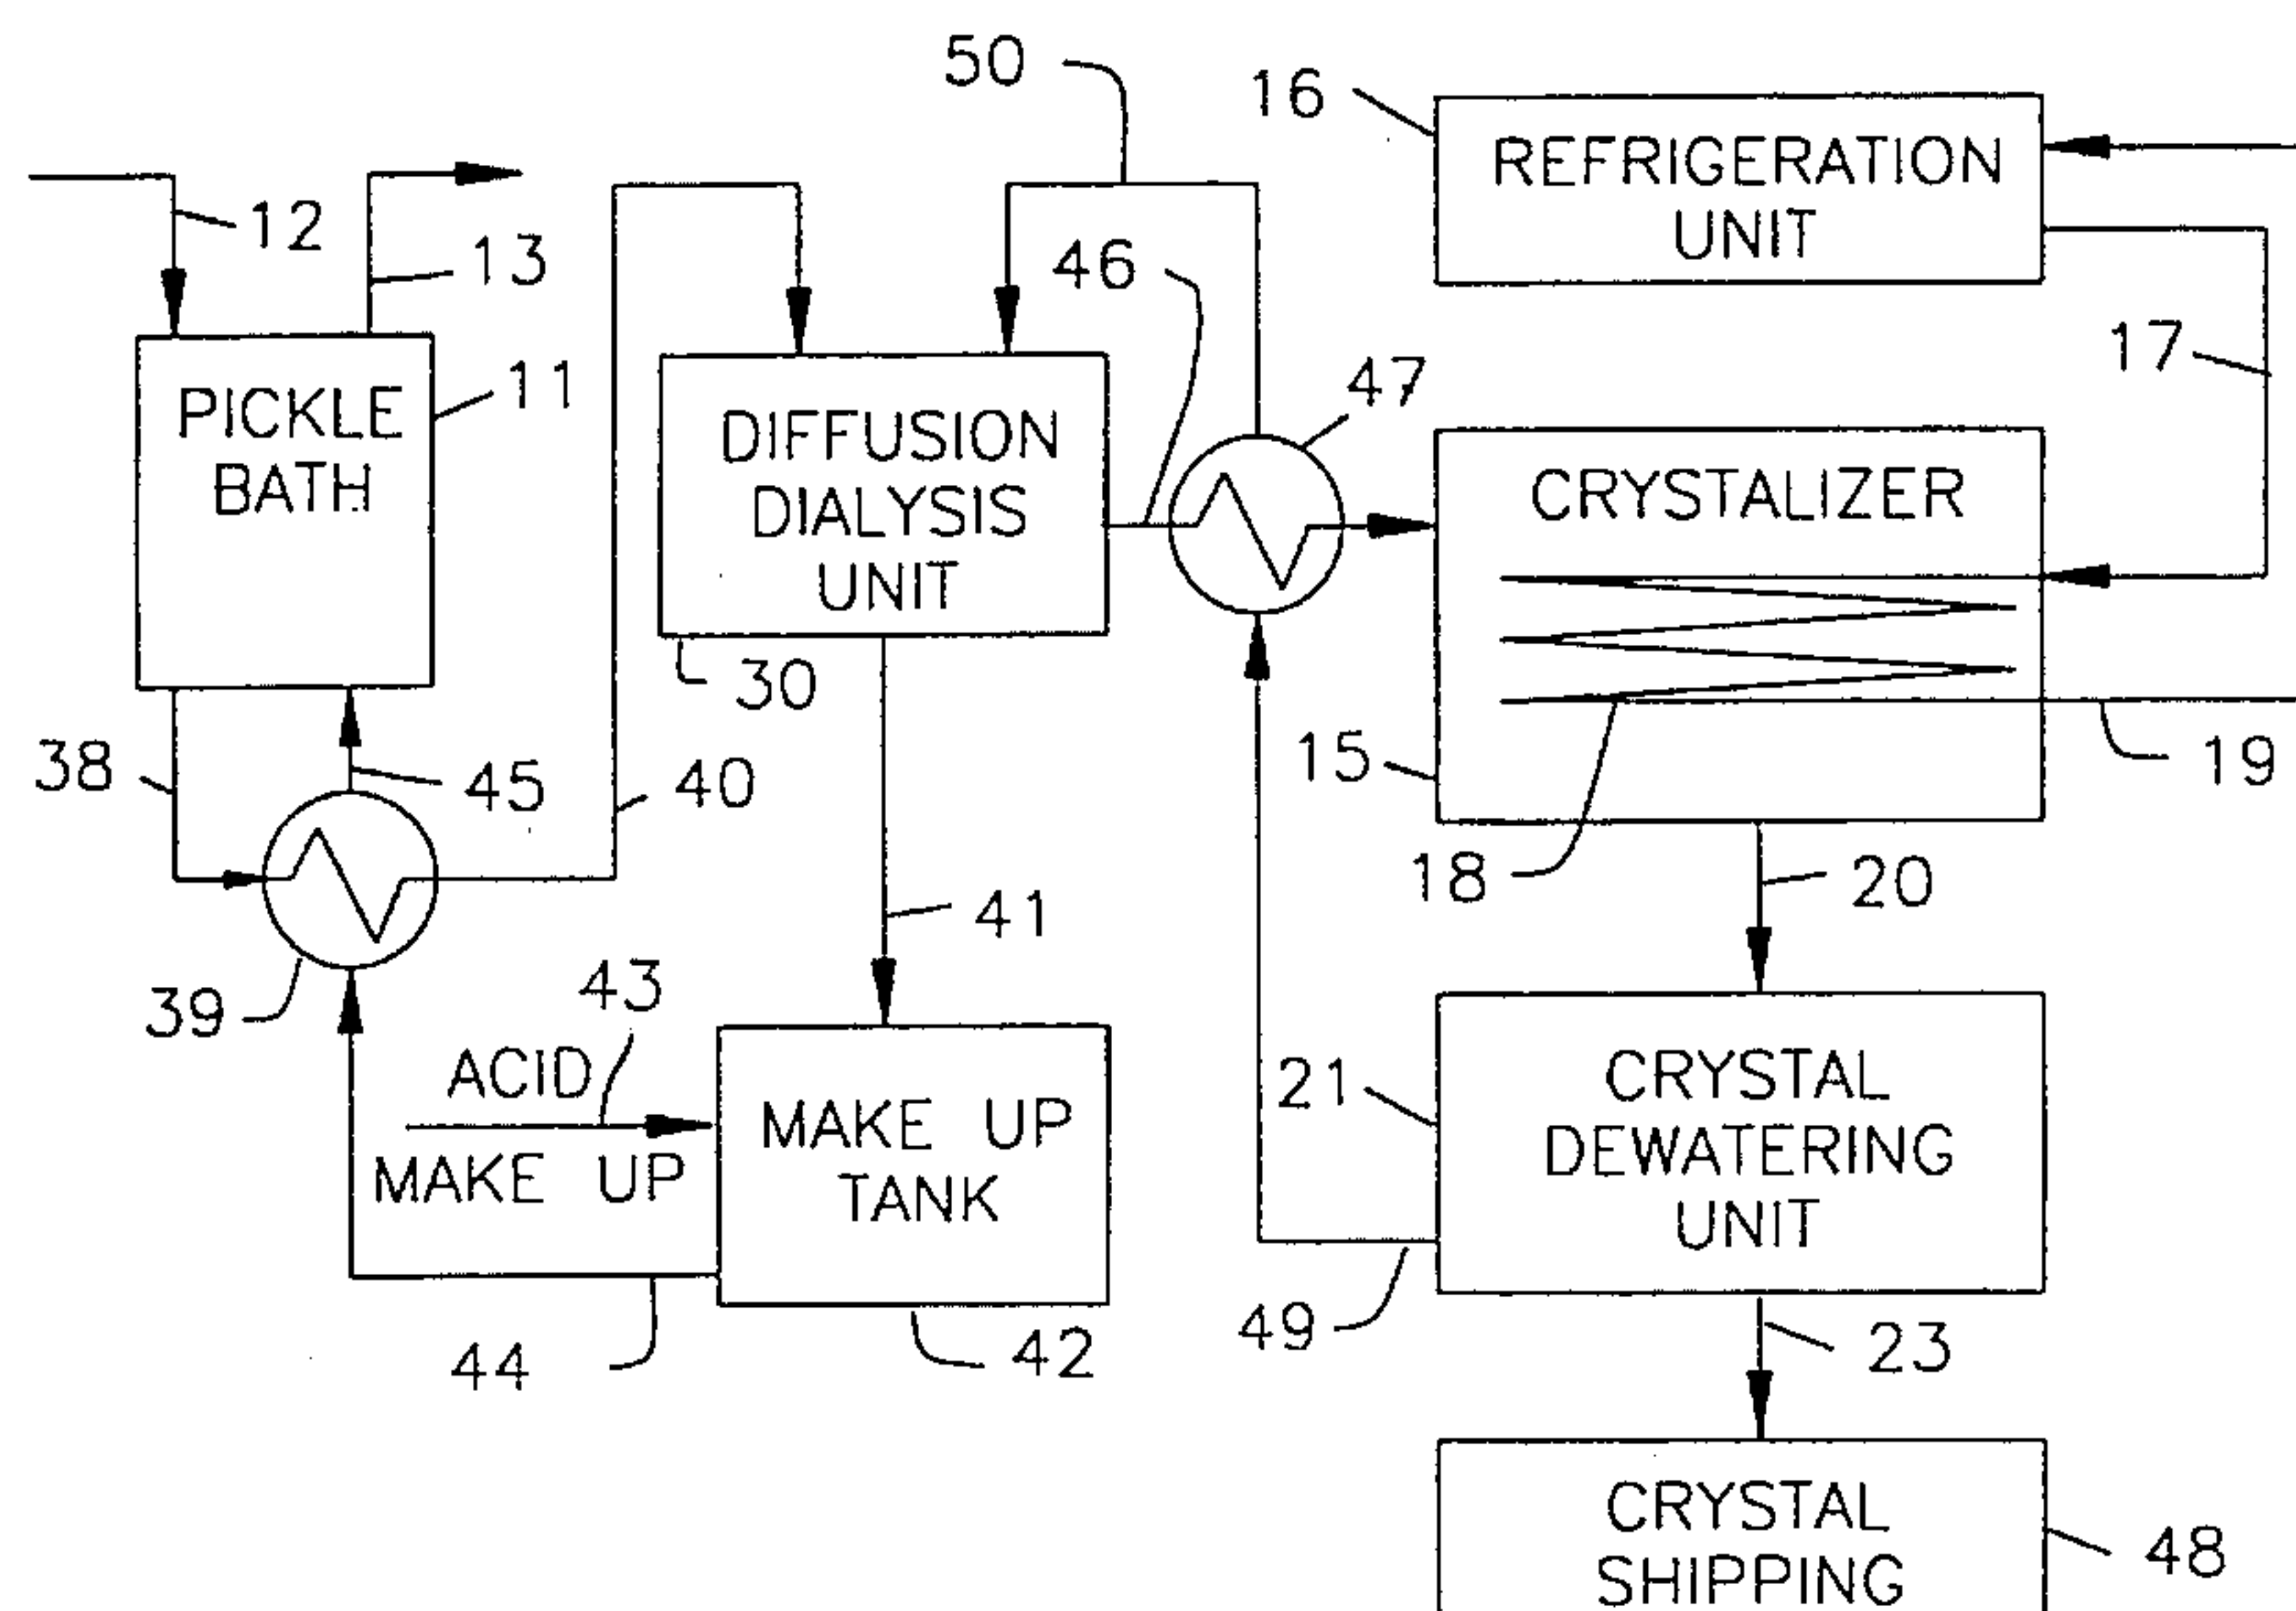 50
16
REFRIGERATION
UNIT
12
13
46
17
11
PICKLE
BATH
47
DIFFUSION
DIALYSIS
UNIT
CRYSTALIZER
30
38
45
40
15
19
18
20
41
39
43
ACID
MAKE UP
MAKE UP
TANK
21
CRYSTAL
DEWATERING
UNIT
44
42
49
23
CRYSTAL
SHIPPING
48